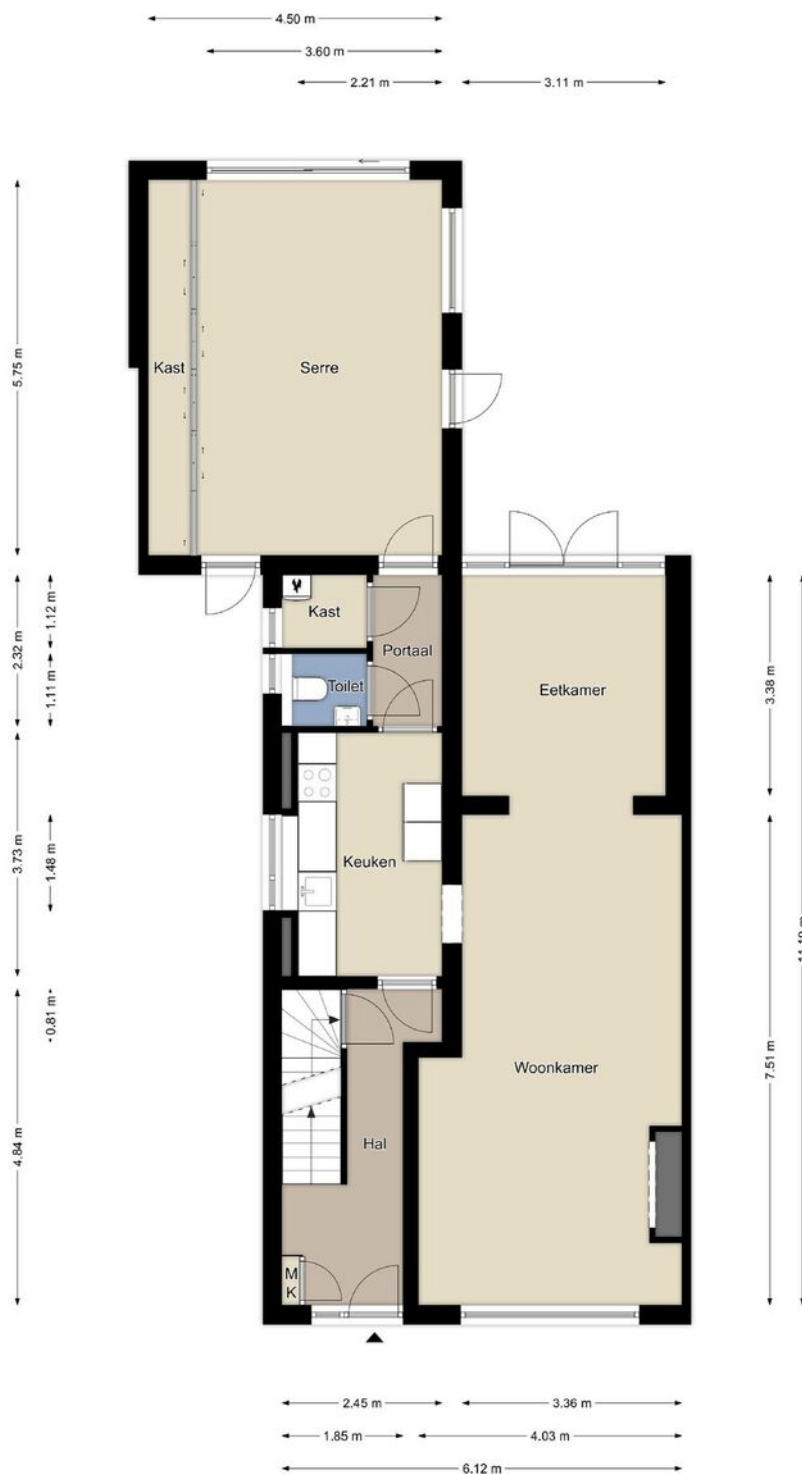 4.50 m
3.60 m
2.21 m
3.11 m
5.75 m
Kast
Serre
2.32 m
1.12 m
1.11 m
Kast
Portaal
Toilet
Eetkamer
3.38 m
3.73 m
1.48 m
Keuken
0.81 m
4.84 m
7.51 m
Woonkamer
Hal
M
K
2.45 m
3.36 m
1.85 m
4.03 m
6.12 m